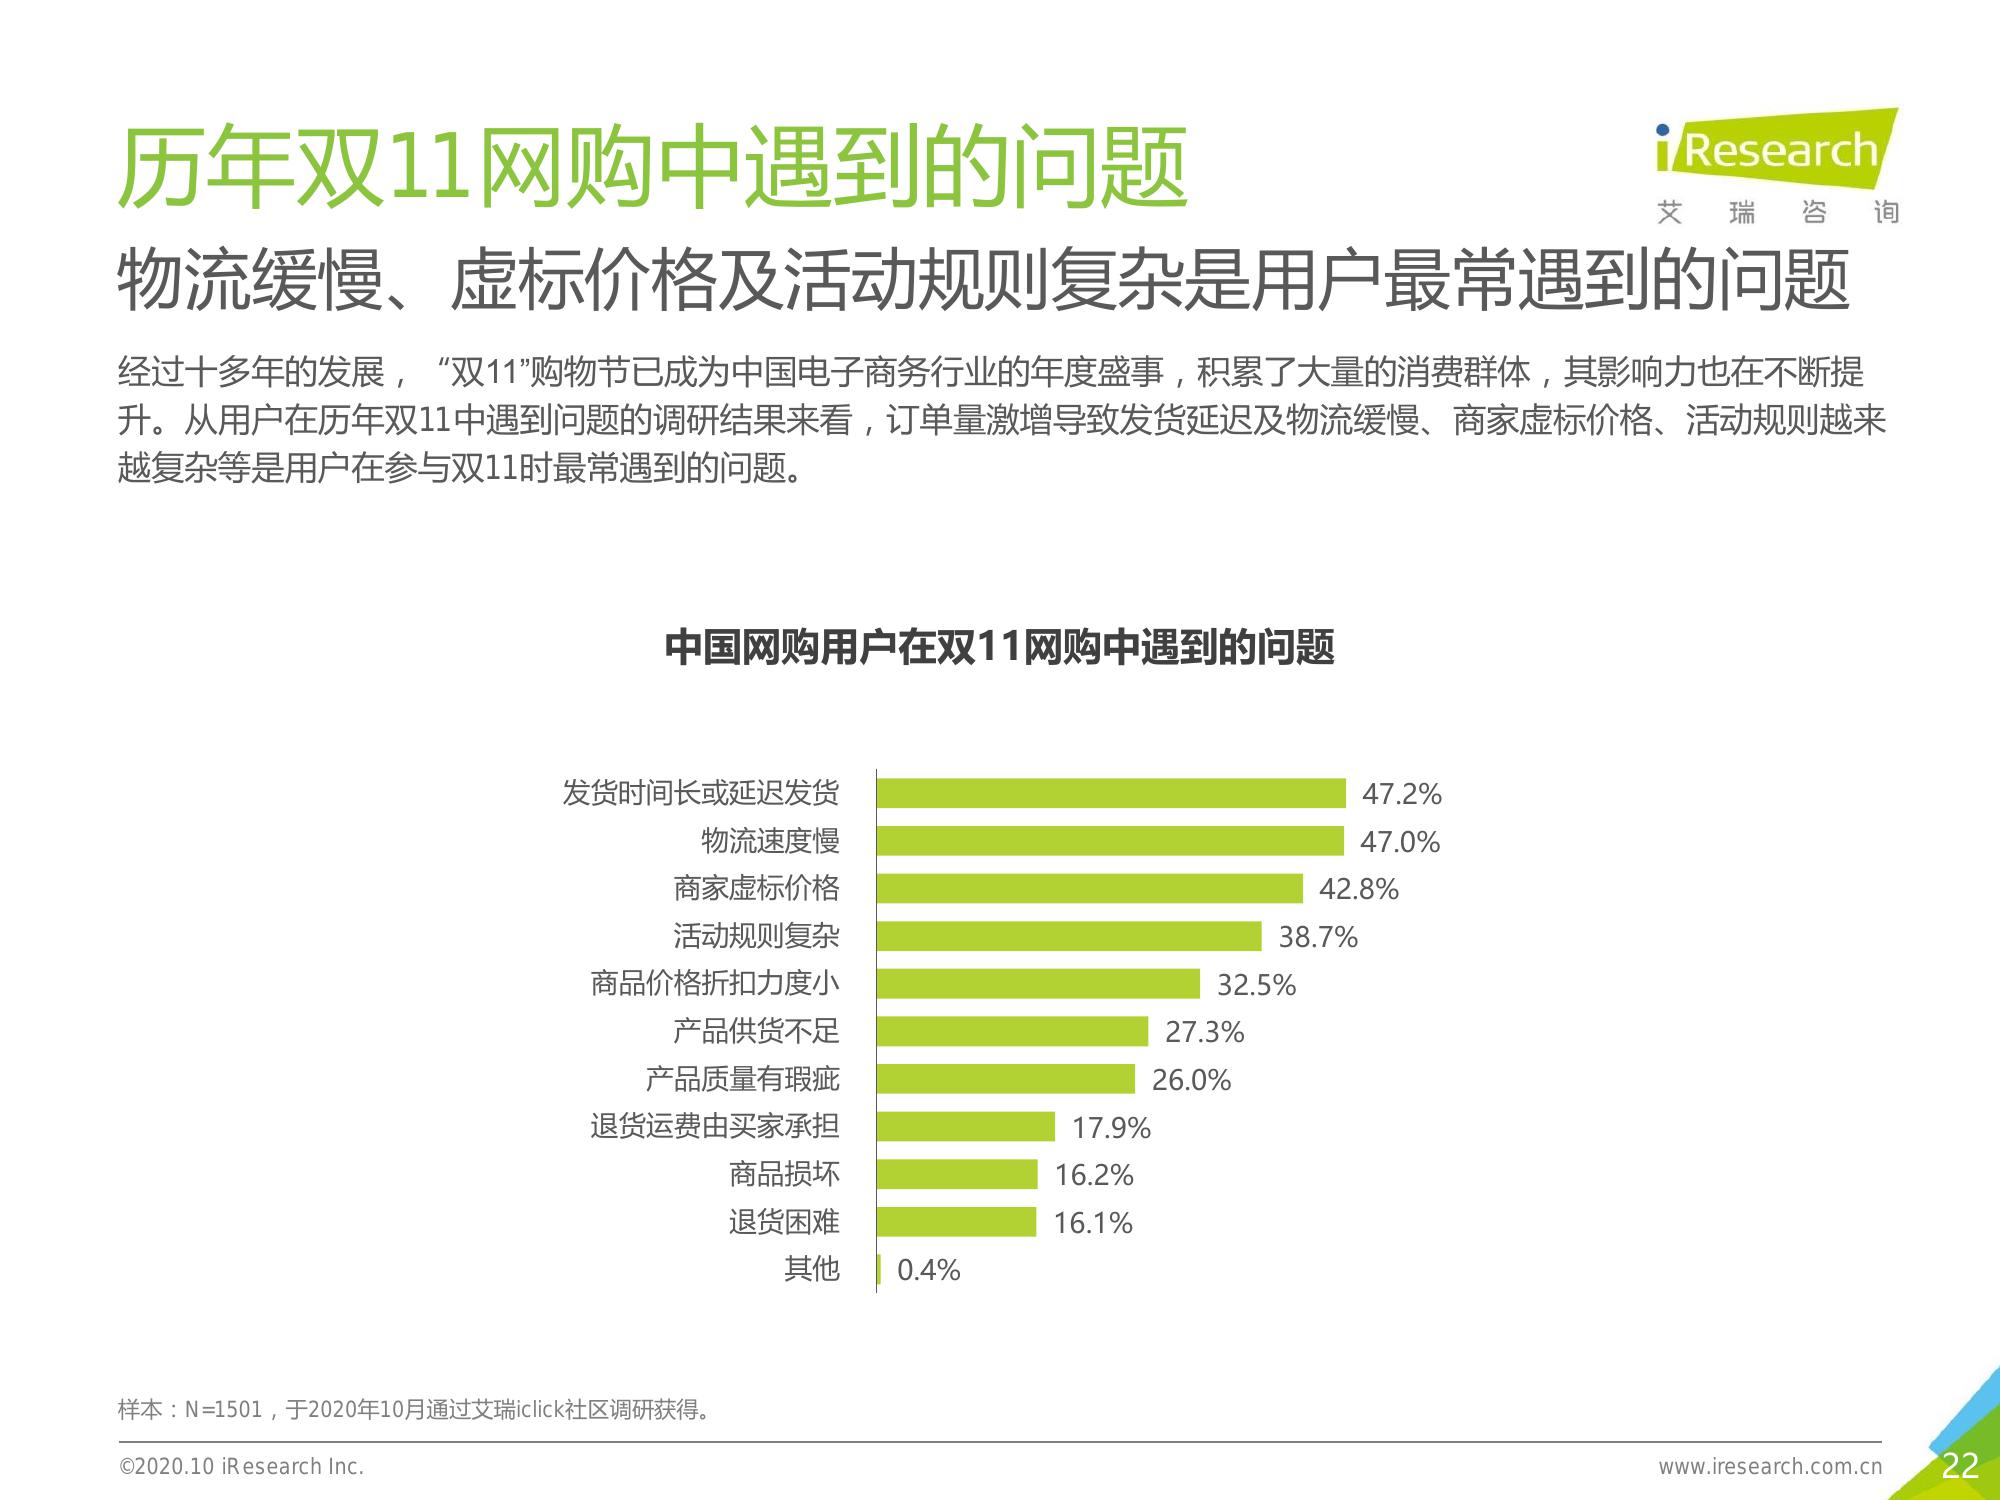 历年双11网购中遇到的问题
iResearch
艾瑞咨询
物流缓慢、虚标价格及活动规则复杂是用户最常遇到的问题
经过十多年的发展，“双11”购物节已成为中国电子商务行业的年度盛事，积累了大量的消费群体，其影响力也在不断提
升。从用户在历年双11中遇到问题的调研结果来看，订单量激增导致发货延迟及物流缓慢、商家虚标价格、活动规则越来
越复杂等是用户在参与双11时最常遇到的问题。
中国网购用户在双11网购中遇到的问题
发货时间长或延迟发货 47.2%
物流速度慢 47.0%
商家虚标价格 42.8%
活动规则复杂 38.7%
商品价格折扣力度小 32.5%
产品供货不足 27.3%
产品质量有瑕疵 26.0%
退货运费由买家承担 17.9%
商品损坏 16.2%
退货困难 16.1%
其他 0.4%
样本：N=1501，于2020年10月通过艾瑞iclick社区调研获得。
©2020.10 iResearch Inc.
www.iresearch.com.cn
22